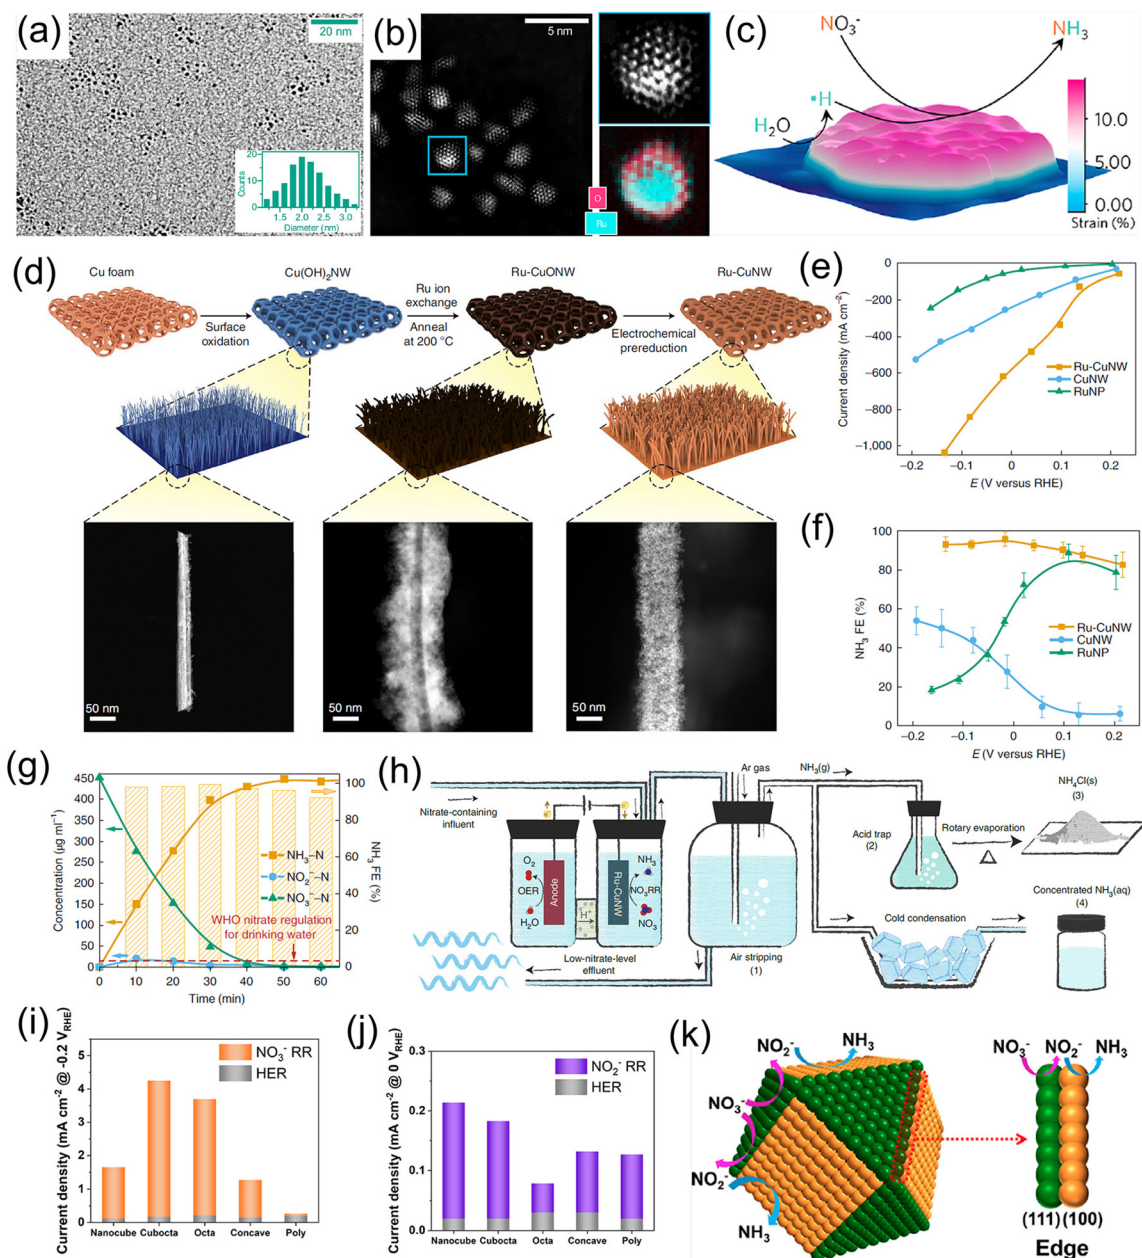 (a)
20 nm
20
10
0
Counts
1.5
2.0
2.5
3.0
Diameter (nm)
(b)
5 nm
O
Ru
(c)
NO₃⁻
NH₃
•H
H₂O
10.0
5.00
0.00
Strain (%)
(d)
Cu foam
Surface
oxidation
Cu(OH)₂NW
Ru ion
exchange
Anneal
at 200 °C
Ru-CuONW
Electrochemical
prereduction
Ru-CuNW
50 nm
50 nm
50 nm
(e)
Current density (mA cm⁻²)
0
−200
−400
−600
−800
−1,000
Ru-CuNW
CuNW
RuNP
−0.2
−0.1
0
0.1
0.2
E (V versus RHE)
(f)
NH₃ FE (%)
100
80
60
40
20
0
Ru-CuNW
CuNW
RuNP
−0.2
−0.1
0
0.1
0.2
E (V versus RHE)
(g)
Concentration (µg ml⁻¹)
450
400
350
300
250
200
150
100
50
0
NH₃–N
NO₂⁻–N
NO₃⁻–N
WHO nitrate regulation
for drinking water
100
80
60
40
20
0
NH₃ FE (%)
0
10
20
30
40
50
60
Time (min)
(h)
Nitrate-containing
influent
O₂
OER
H₂O
Anode
H⁺
Ru-CuNW
NH₃
NO₃RR
NO₃
Low-nitrate-level
effluent
Ar gas
NH₃(g)
Air stripping
(1)
Acid trap
(2)
Rotary evaporation
NH₄Cl(s)
(3)
Cold condensation
Concentrated NH₃(aq)
(4)
(i)
Current density (mA cm⁻² @ -0.2 V_RHE)
5
4
3
2
1
0
NO₃⁻ RR
HER
Nanocube
Cubocta
Octa
Concave
Poly
(j)
Current density (mA cm⁻² @ 0 V_RHE)
0.3
0.2
0.1
0.0
NO₂⁻ RR
HER
Nanocube
Cubocta
Octa
Concave
Poly
(k)
NO₂⁻
NH₃
NO₃⁻
NO₂⁻
NH₃
NO₃⁻
NO₂⁻
NH₃
(111) (100)
Edge